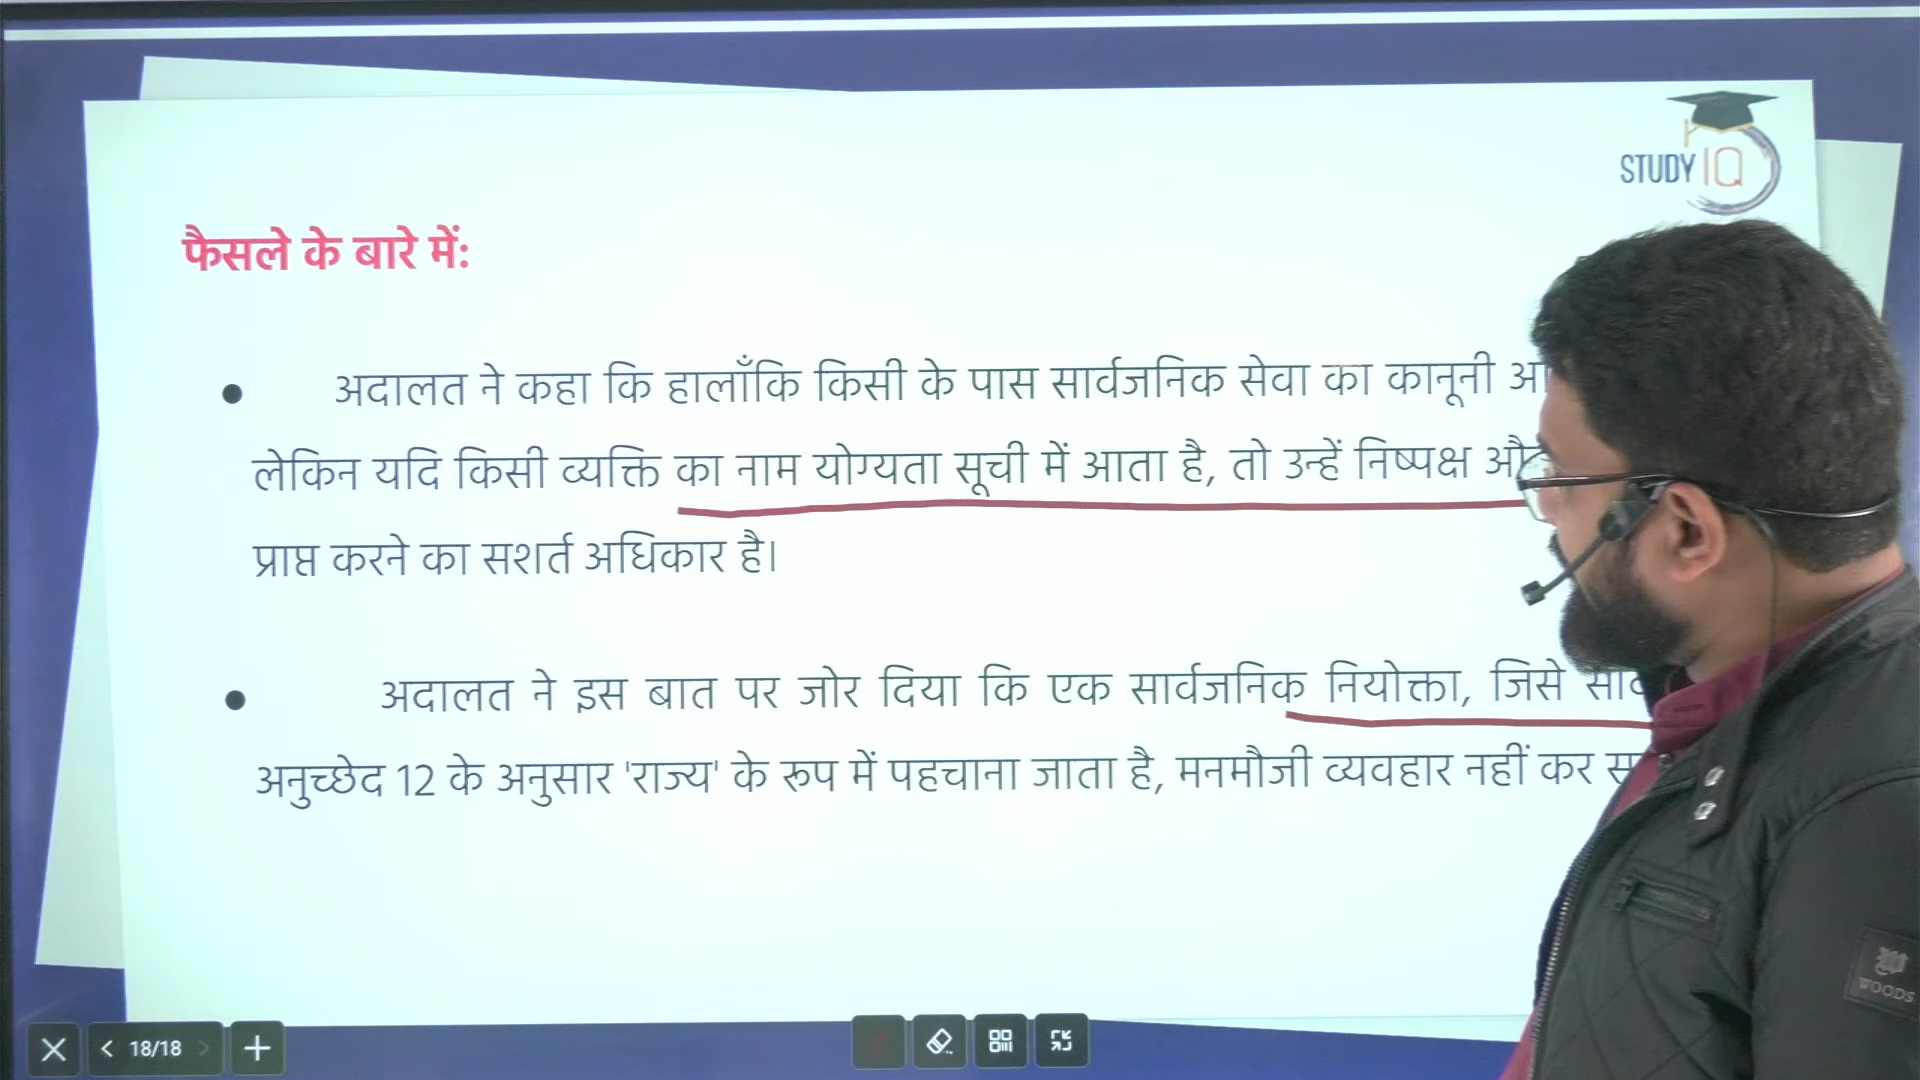 STUDY IQ
फैसले के बारे में:
अदालत ने कहा कि हालाँकि किसी के पास सार्वजनिक सेवा का कानूनी
लेकिन यदि किसी व्यक्ति का नाम योग्यता सूची में आता है, तो उन्हें निष्पक्ष
प्राप्त करने का सशर्त अधिकार है।
अदालत ने इस बात पर जोर दिया कि एक सार्वजनिक नियोक्ता, जिसे
अनुच्छेद 12 के अनुसार 'राज्य' के रूप में पहचाना जाता है, मनमौजी व्यवहार नहीं कर
WOODS
18/18